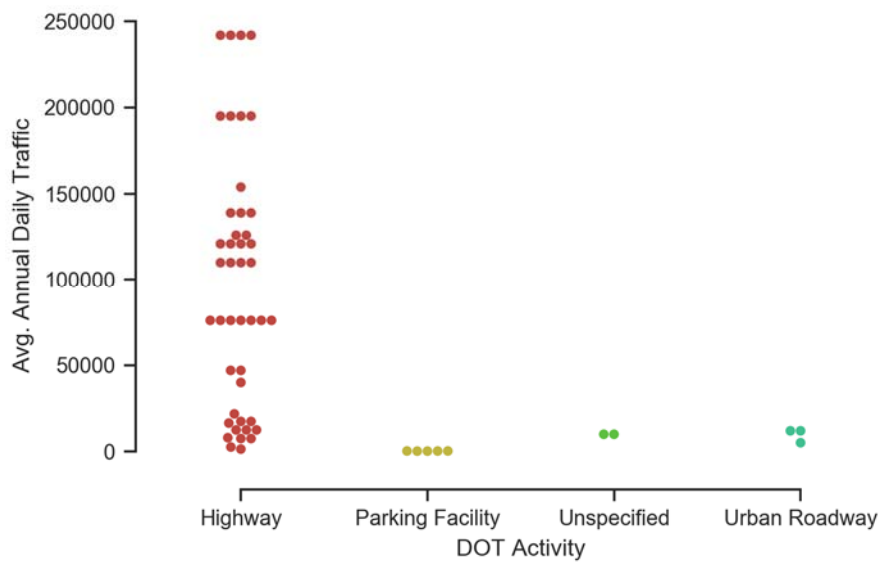 250000
200000
150000
100000
50000
0
Avg. Annual Daily Traffic
Highway
Parking Facility
Unspecified
Urban Roadway
DOT Activity